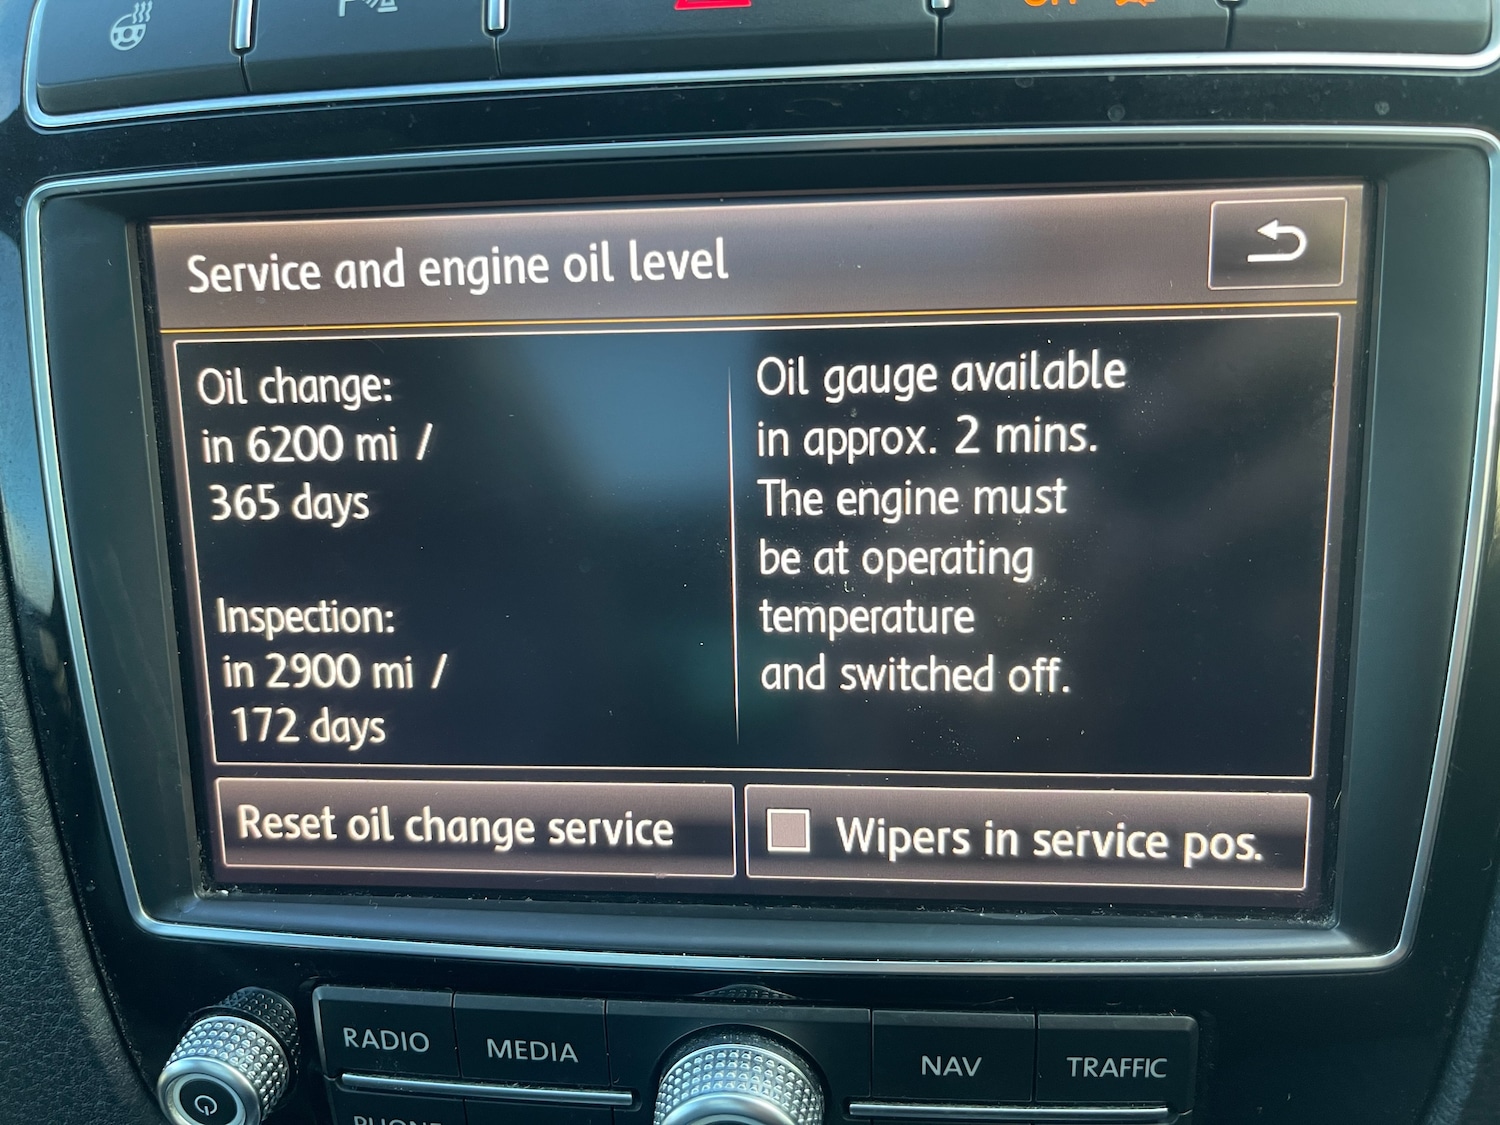 OFF
Service and engine oil level
Oil change:
in 6200 mi /
365 days
Inspection:
in 2900 mi /
172 days
Oil gauge available
in approx. 2 mins.
The engine must
be at operating
temperature
and switched off.
Reset oil change service
Wipers in service pos.
RADIO
MEDIA
NAV
TRAFFIC
PHONE